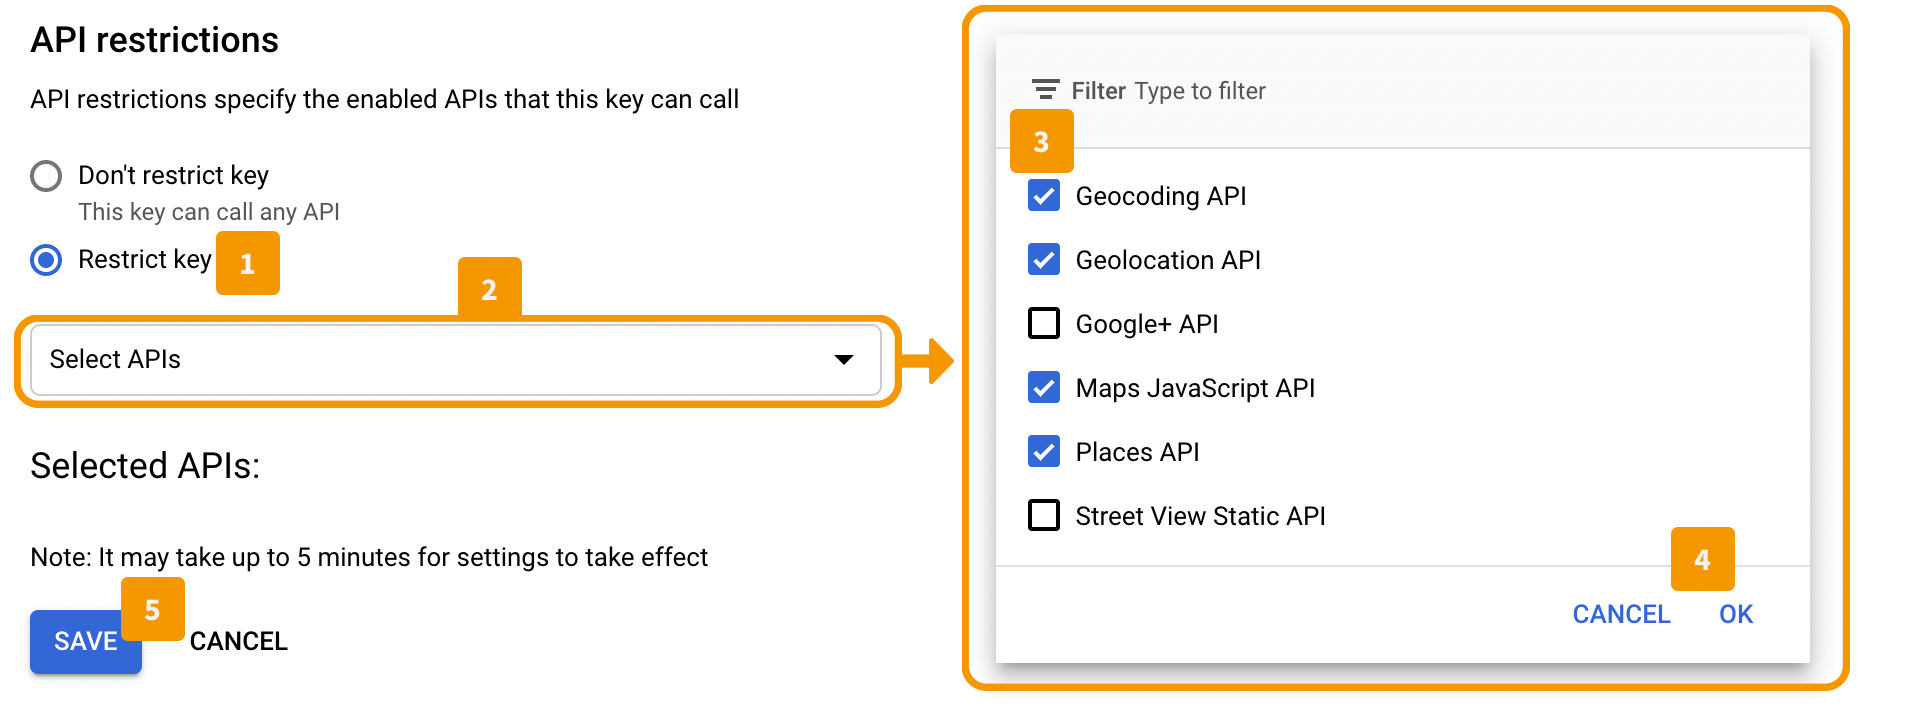 API restrictions
API restrictions specify the enabled APIs that this key can call
Don't restrict key
This key can call any API
Restrict key
1
2
Select APIs
Selected APIs:
Note: It may take up to 5 minutes for settings to take effect
5
SAVE CANCEL
Filter Type to filter
3
Geocoding API
Geolocation API
Google+ API
Maps JavaScript API
Places API
Street View Static API
4
CANCEL OK